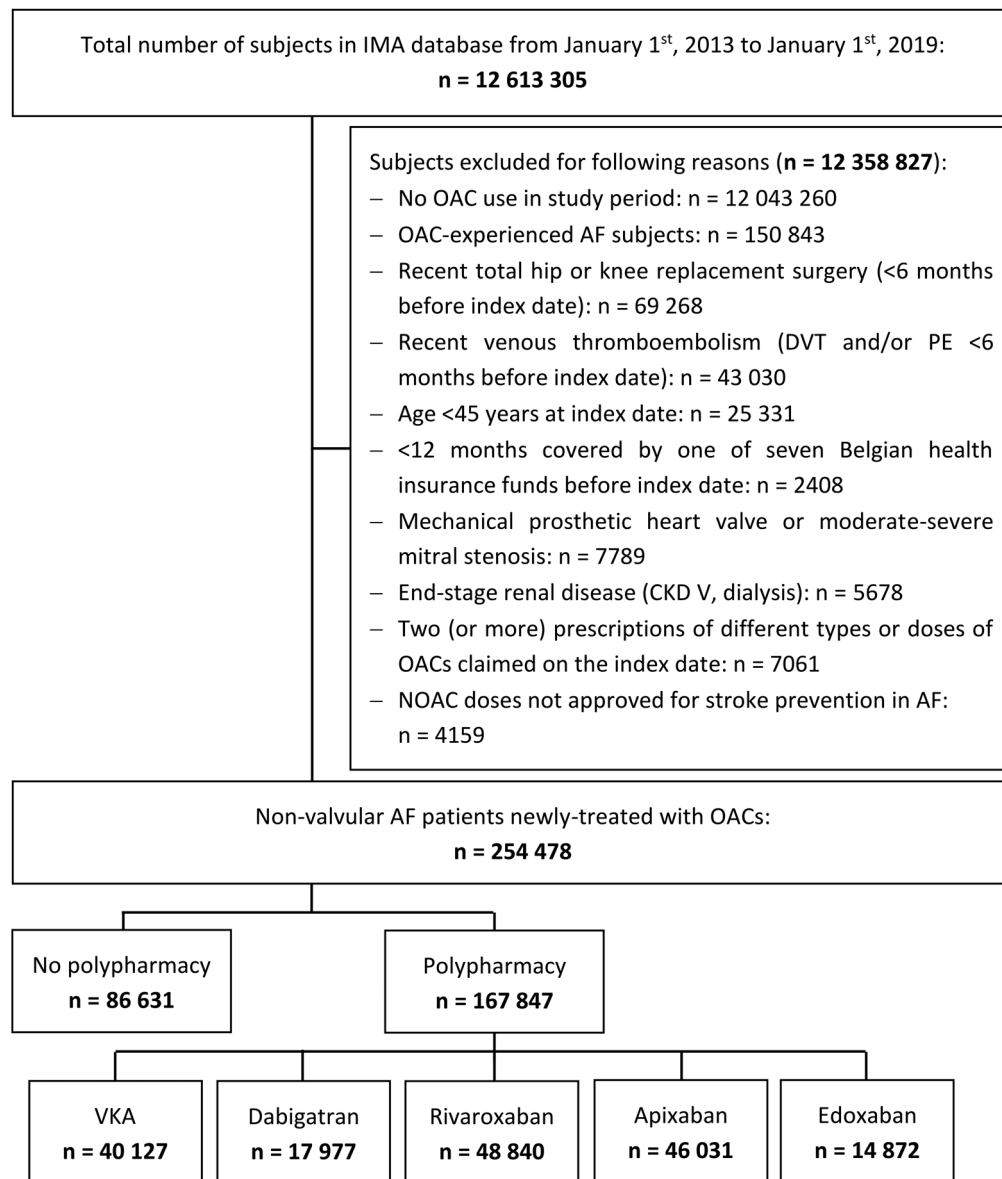 Total number of subjects in IMA database from January 1st, 2013 to January 1st, 2019:
n = 12 613 305
Subjects excluded for following reasons (n = 12 358 827):
– No OAC use in study period: n = 12 043 260
– OAC-experienced AF subjects: n = 150 843
– Recent total hip or knee replacement surgery (<6 months
before index date): n = 69 268
– Recent venous thromboembolism (DVT and/or PE <6
months before index date): n = 43 030
– Age <45 years at index date: n = 25 331
– <12 months covered by one of seven Belgian health
insurance funds before index date: n = 2408
– Mechanical prosthetic heart valve or moderate-severe
mitral stenosis: n = 7789
– End-stage renal disease (CKD V, dialysis): n = 5678
– Two (or more) prescriptions of different types or doses of
OACs claimed on the index date: n = 7061
– NOAC doses not approved for stroke prevention in AF:
n = 4159
Non-valvular AF patients newly-treated with OACs:
n = 254 478
No polypharmacy
n = 86 631
Polypharmacy
n = 167 847
VKA
n = 40 127
Dabigatran
n = 17 977
Rivaroxaban
n = 48 840
Apixaban
n = 46 031
Edoxaban
n = 14 872